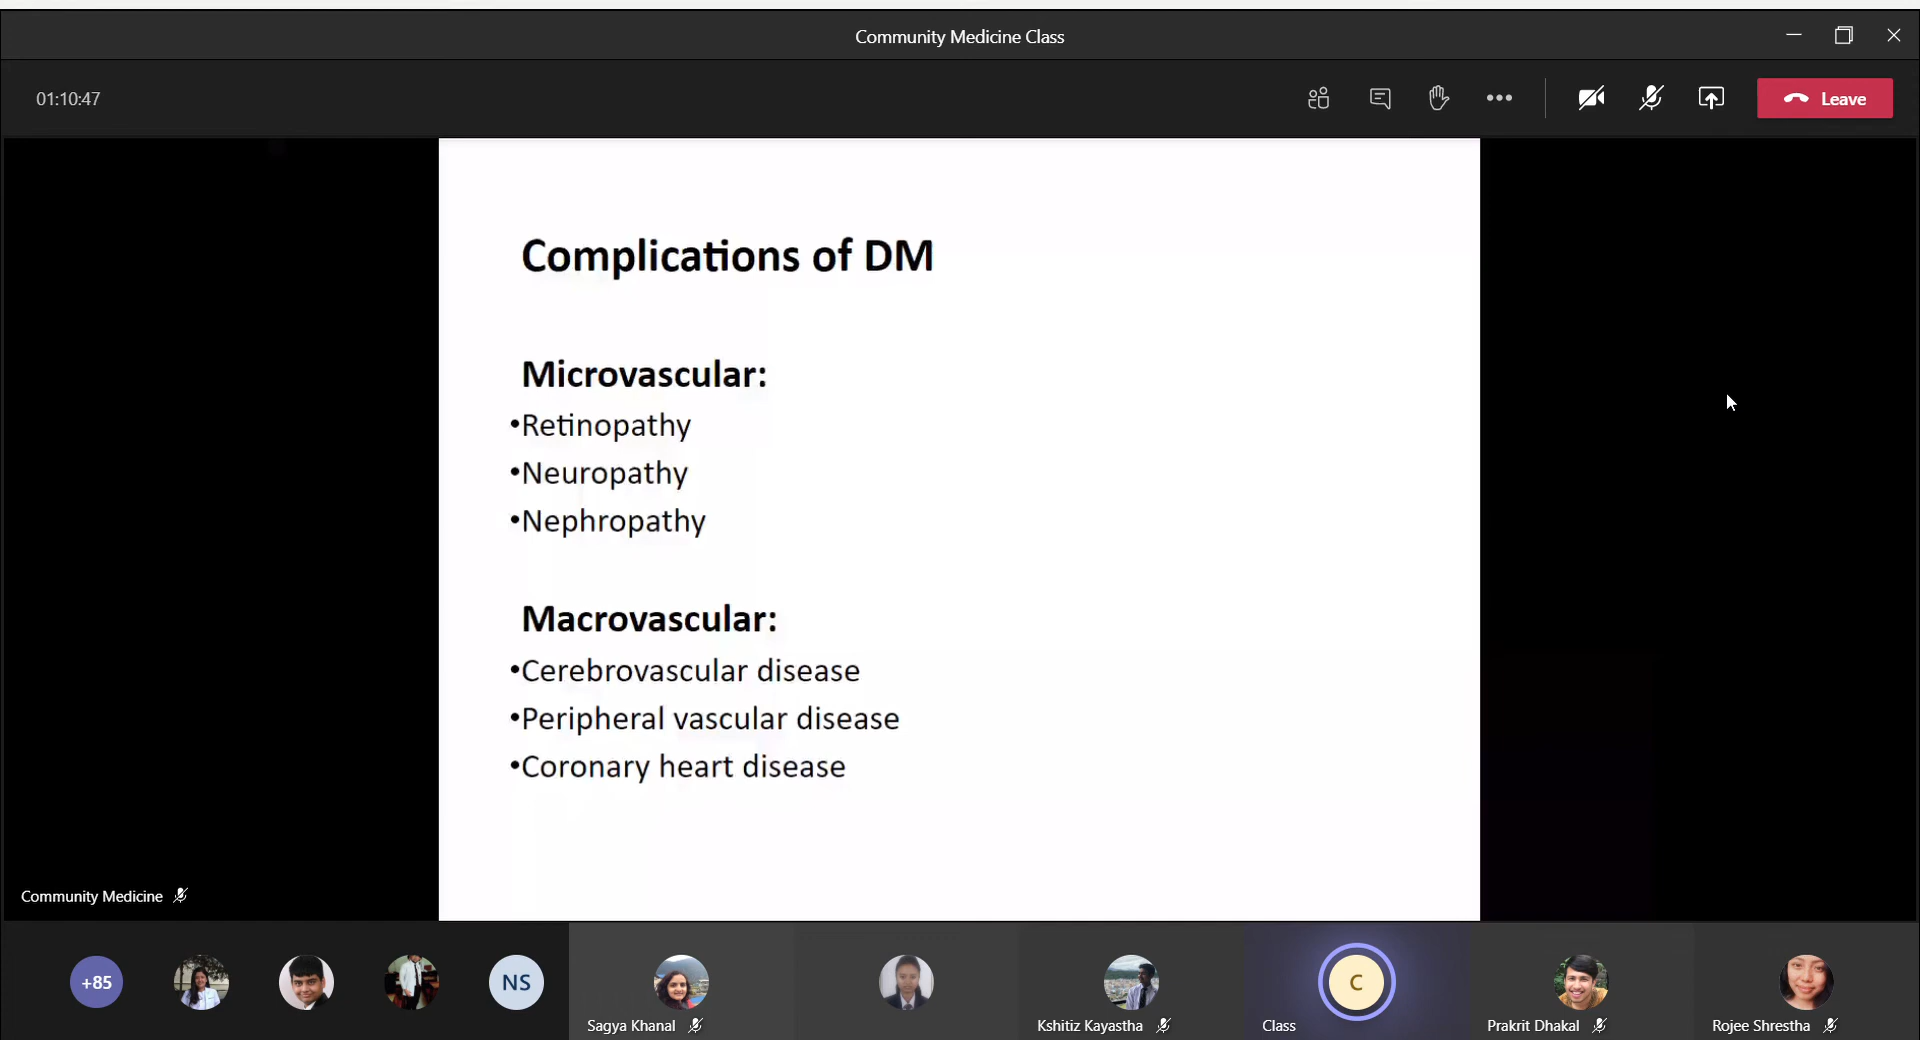 Community Medicine Class
01:10:47
Leave
Complications of DM
Microvascular:
•Retinopathy
•Neuropathy
•Nephropathy
Macrovascular:
•Cerebrovascular disease
•Peripheral vascular disease
•Coronary heart disease
Community Medicine
+85
NS
C
Sagya Khanal
Kshitiz Kayastha
Class
Prakrit Dhakal
Rojee Shrestha